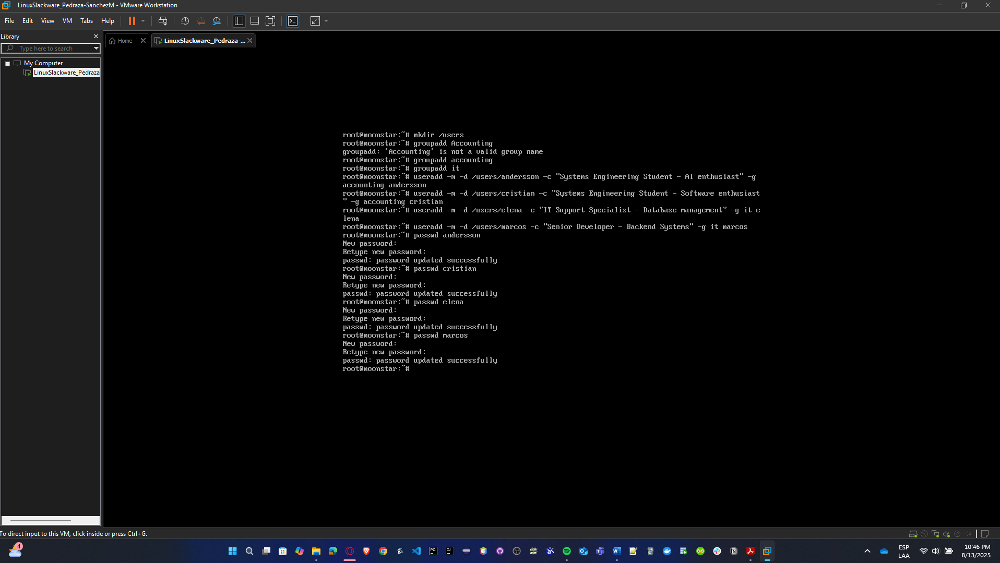 LinuxSlackware_Pedraza-SanchezM - VMware Workstation
File Edit View VM Tabs Help
Library
Home
LinuxSlackware_Pedraza-...
Type here to search
My Computer
LinuxSlackware_Pedraza
root@moonstar:~# mkdir /users
root@moonstar:~# groupadd Accounting
groupadd: 'Accounting' is not a valid group name
root@moonstar:~# groupadd accounting
root@moonstar:~# groupadd it
root@moonstar:~# useradd -m -d /users/andersson -c "Systems Engineering Student - AI enthusiast" -g
accounting andersson
root@moonstar:~# useradd -m -d /users/cristian -c "Systems Engineering Student - Software enthusiast
" -g accounting cristian
root@moonstar:~# useradd -m -d /users/elena -c "IT Support Specialist - Database management" -g it e
lena
root@moonstar:~# useradd -m -d /users/marcos -c "Senior Developer - Backend Systems" -g it marcos
root@moonstar:~# passwd andersson
New password:
Retype new password:
passwd: password updated successfully
root@moonstar:~# passwd cristian
New password:
Retype new password:
passwd: password updated successfully
root@moonstar:~# passwd elena
New password:
Retype new password:
passwd: password updated successfully
root@moonstar:~# passwd marcos
New password:
Retype new password:
passwd: password updated successfully
root@moonstar:~#
To direct input to this VM, click inside or press Ctrl+G.
4
ESP
LAA
10:46 PM
8/13/2025